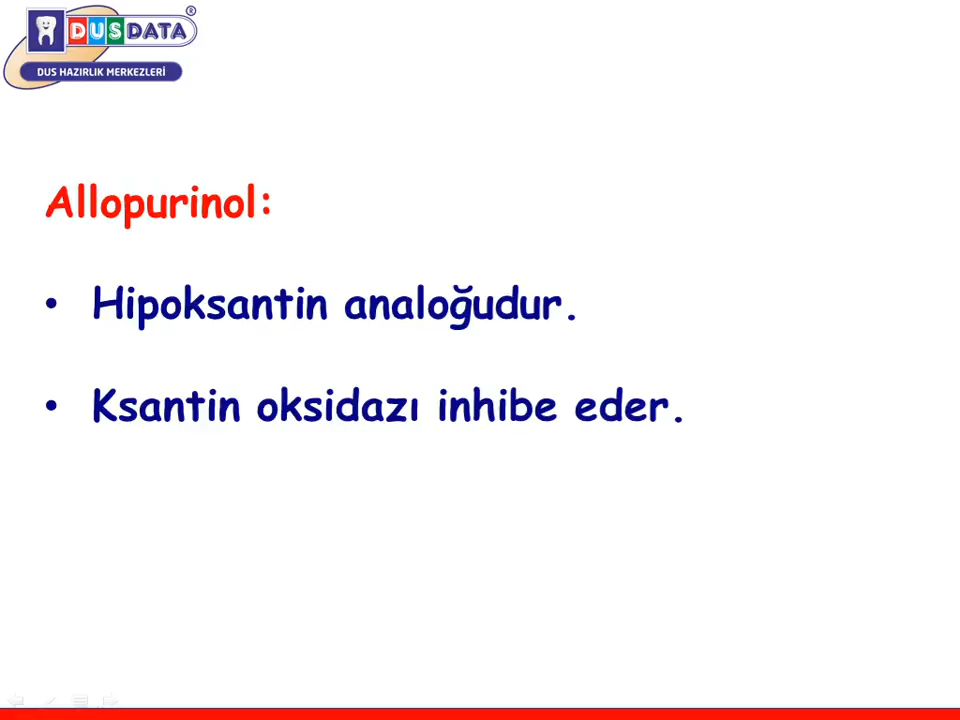 DUSDATA®
DUS HAZIRLIK MERKEZLERİ
Allopurinol:
• Hipoksantin analoğudur.
• Ksantin oksidazı inhibe eder.